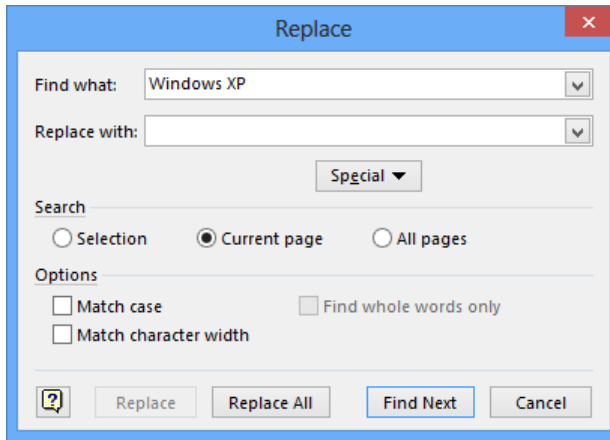 Replace
Find what: Windows XP
Replace with:
Special
Search
Selection Current page All pages
Options
Match case Find whole words only
Match character width
Replace Replace All Find Next Cancel